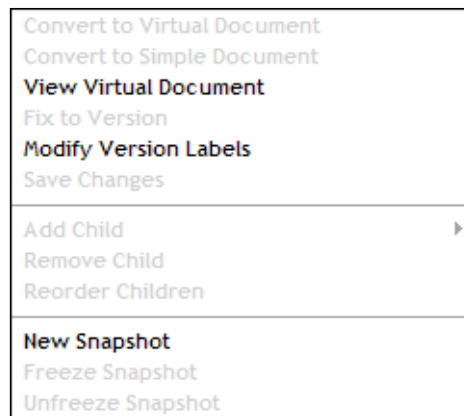 Convert to Virtual Document
Convert to Simple Document
View Virtual Document
Fix to Version
Modify Version Labels
Save Changes
Add Child
Remove Child
Reorder Children
New Snapshot
Freeze Snapshot
Unfreeze Snapshot